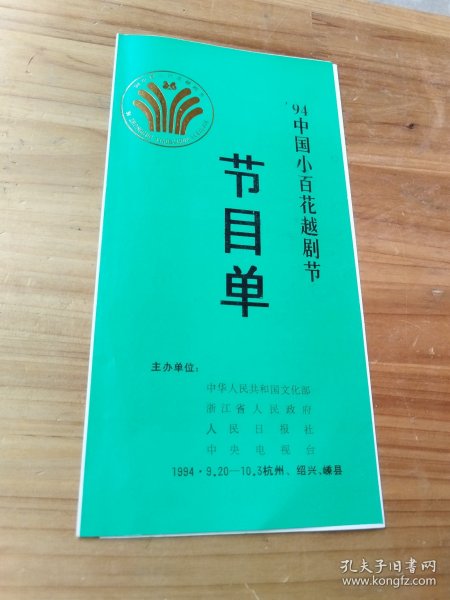 '94中国小百花越剧节
节目单
主办单位：
中华人民共和国文化部
浙江省人民政府
人民日报社
中央电视台
1994·9.20—10.3杭州、绍兴、嵊县
孔夫子旧书网
www.kongfz.com